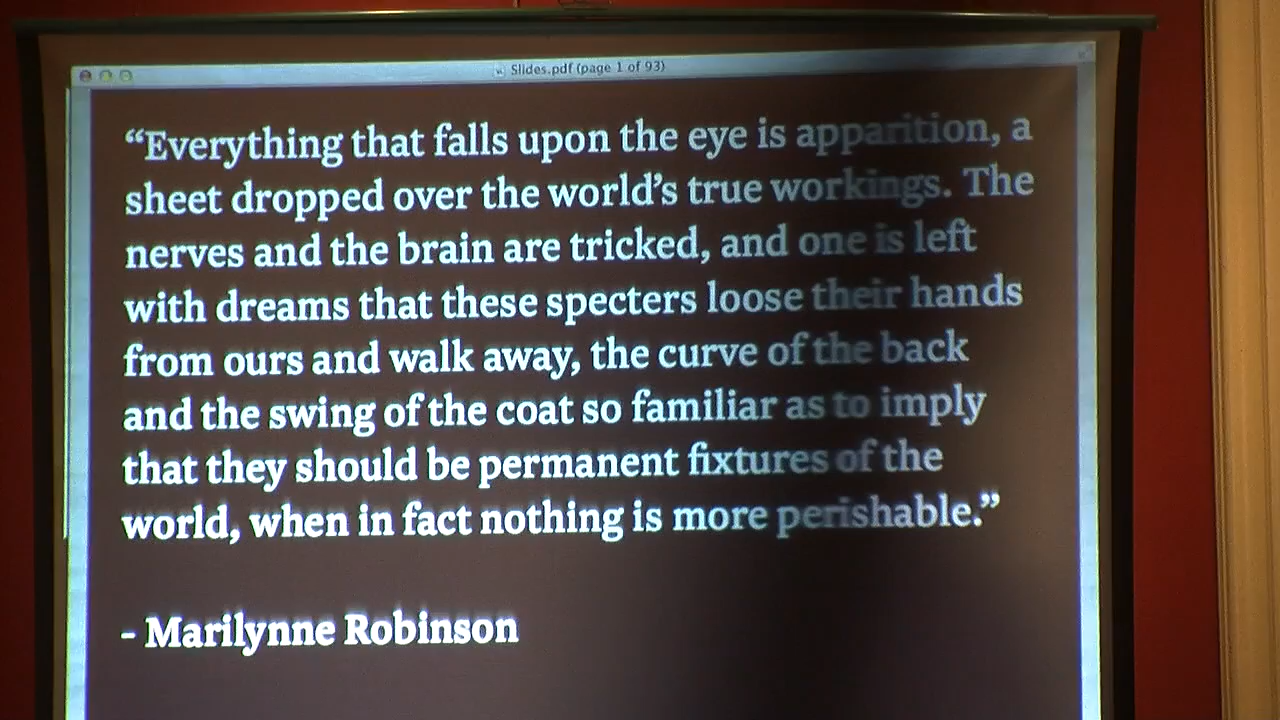 Slides.pdf (page 1 of 93)
“Everything that falls upon the eye is apparition, a
sheet dropped over the world’s true workings. The
nerves and the brain are tricked, and one is left
with dreams that these specters loose their hands
from ours and walk away, the curve of the back
and the swing of the coat so familiar as to imply
that they should be permanent fixtures of the
world, when in fact nothing is more perishable.”
- Marilynne Robinson